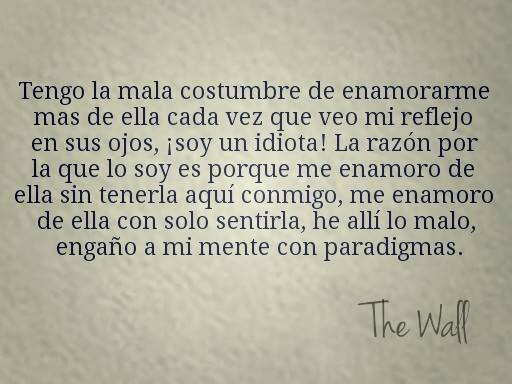 Tengo la mala costumbre de enamorarme
mas de ella cada vez que veo mi reflejo
en sus ojos, ¡soy un idiota! La razón por
la que lo soy es porque me enamoro de
ella sin tenerla aquí conmigo, me enamoro
de ella con solo sentirla, he allí lo malo,
engaño a mi mente con paradigmas.
The Wall